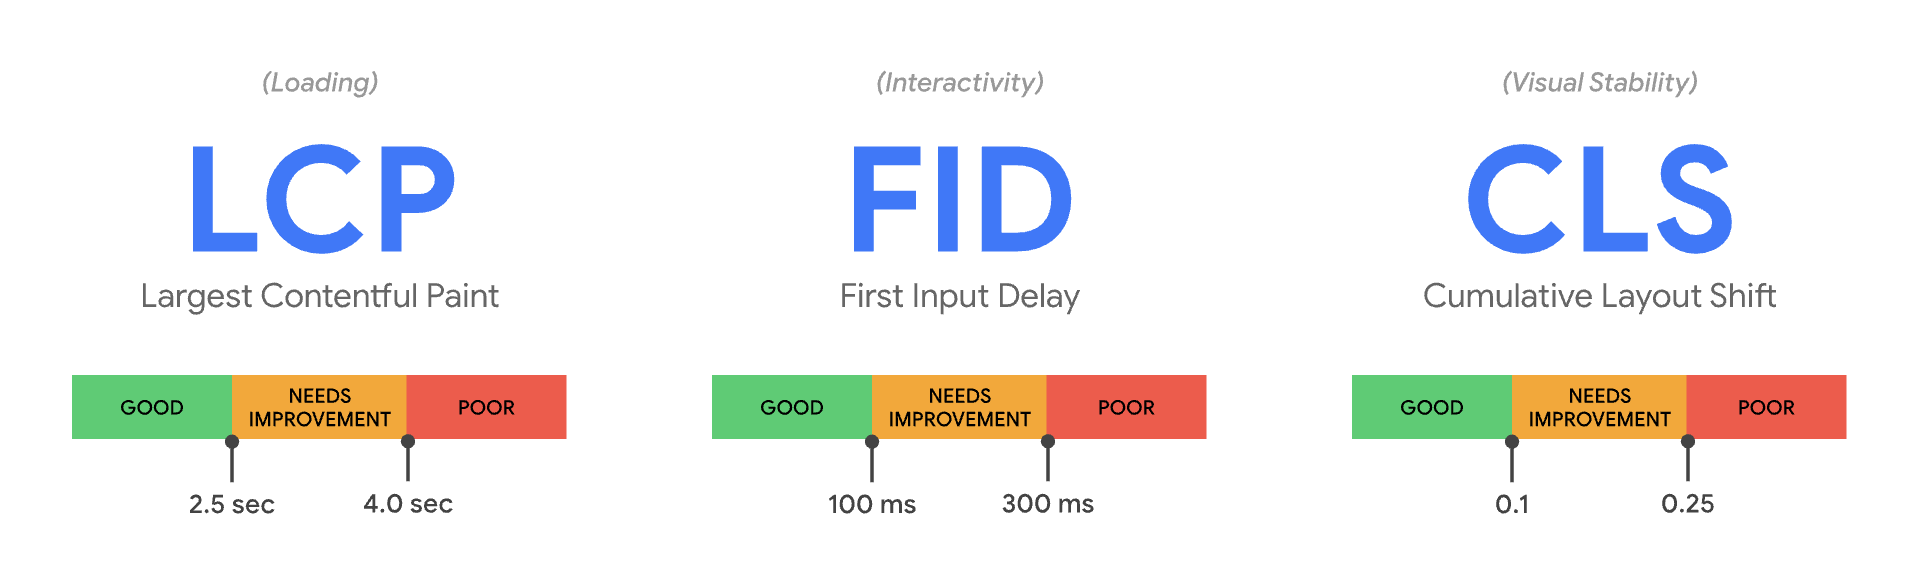 (Loading)
LCP
Largest Contentful Paint
GOOD
NEEDS
IMPROVEMENT
POOR
2.5 sec
4.0 sec
(Interactivity)
FID
First Input Delay
GOOD
NEEDS
IMPROVEMENT
POOR
100 ms
300 ms
(Visual Stability)
CLS
Cumulative Layout Shift
GOOD
NEEDS
IMPROVEMENT
POOR
0.1
0.25